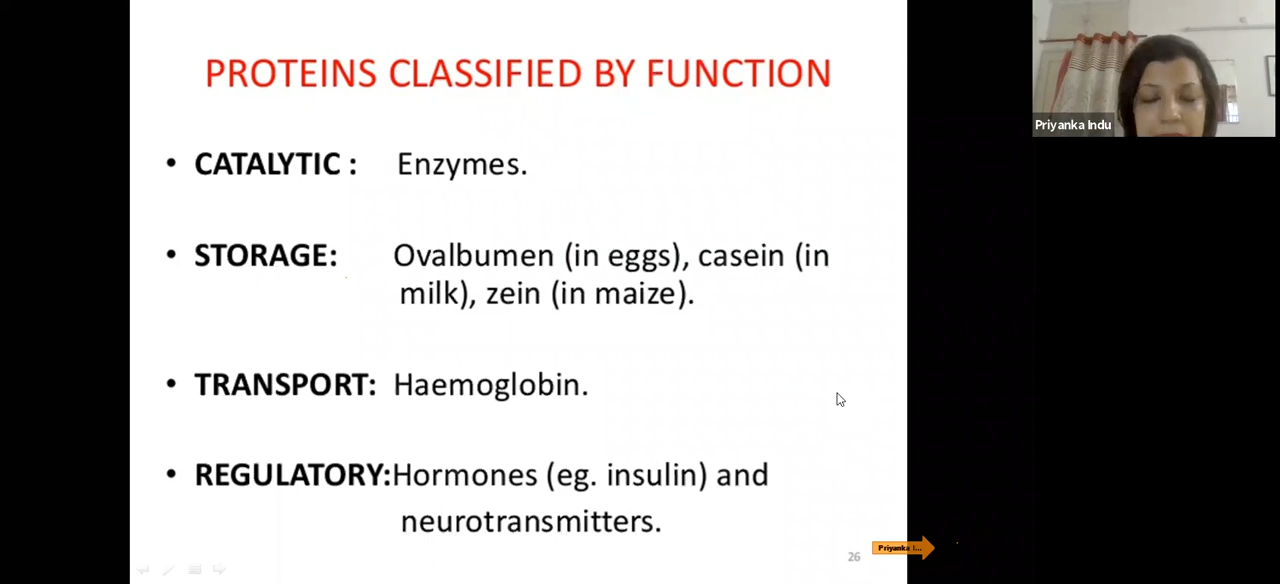 PROTEINS CLASSIFIED BY FUNCTION
• CATALYTIC : Enzymes.
• STORAGE: Ovalbumen (in eggs), casein (in
milk), zein (in maize).
• TRANSPORT: Haemoglobin.
• REGULATORY:Hormones (eg. insulin) and
neurotransmitters.
26
Priyanka I...
Priyanka Indu